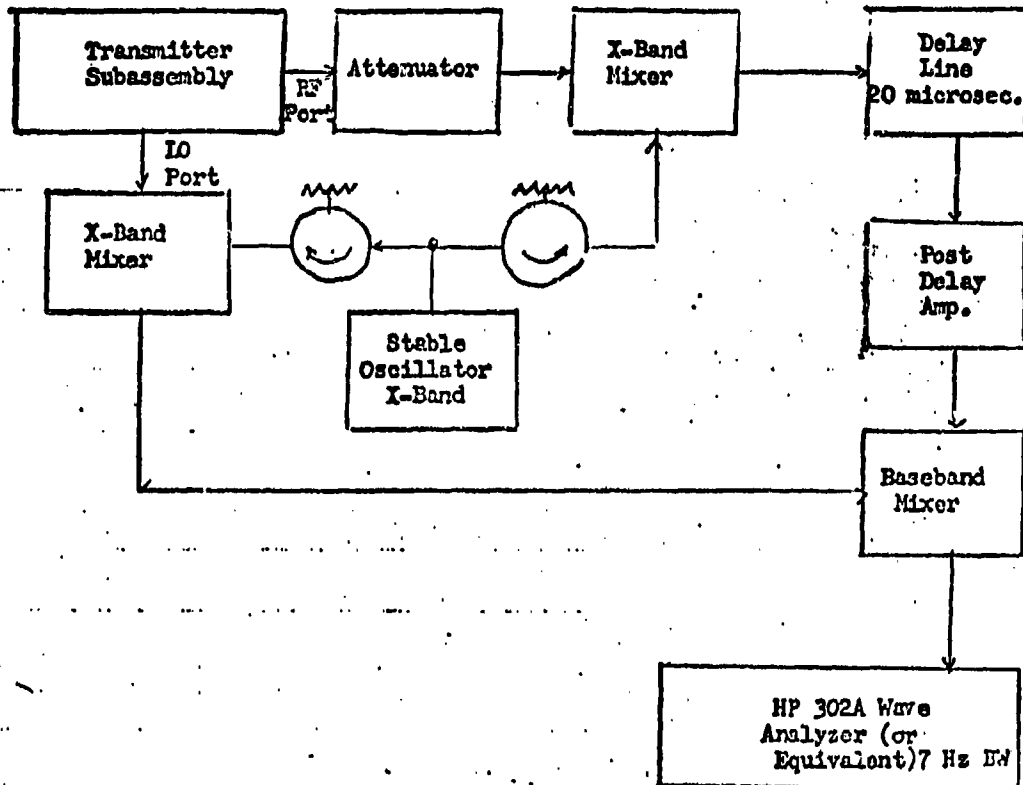 Transmitter
Subassembly
RF
Port
Attenuator
X-Band
Mixer
Delay
Line
20 microsec.
LO
Port
X-Band
Mixer
Stable
Oscillator
X-Band
Post
Delay
Amp.
Baseband
Mixer
HP 302A Wave
Analyzer (or
Equivalent)7 Hz BW